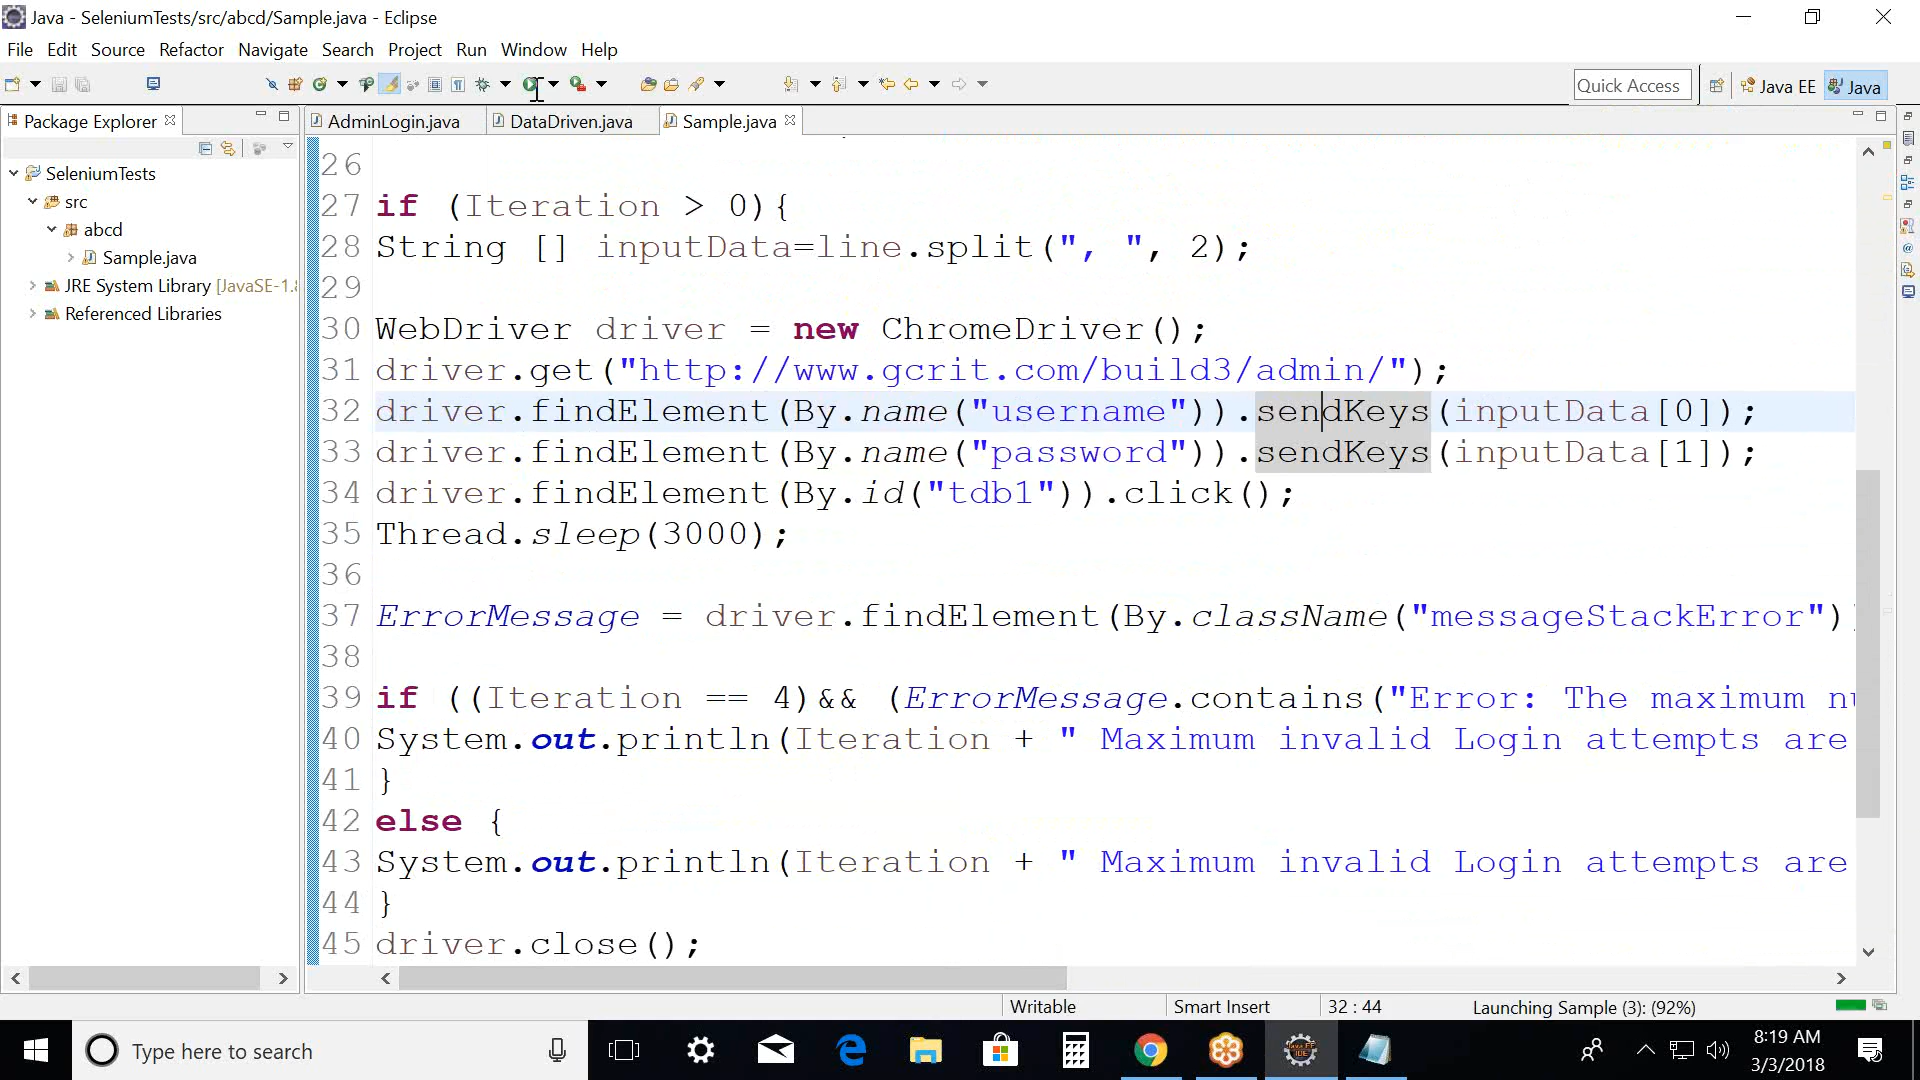 Java - SeleniumTests/src/abcd/Sample.java - Eclipse
File Edit Source Refactor Navigate Search Project Run Window Help
Quick Access
Java EE
Java
Package Explorer
AdminLogin.java
DataDriven.java
Sample.java
SeleniumTests
src
abcd
Sample.java
JRE System Library [JavaSE-1.8
Referenced Libraries
26
27 if (Iteration > 0){
28 String [] inputData=line.split(", ", 2);
29
30 WebDriver driver = new ChromeDriver();
31 driver.get("http://www.gcrit.com/build3/admin/");
32 driver.findElement(By.name("username")).sendKeys(inputData[0]);
33 driver.findElement(By.name("password")).sendKeys(inputData[1]);
34 driver.findElement(By.id("tdb1")).click();
35 Thread.sleep(3000);
36
37 ErrorMessage = driver.findElement(By.className("messageStackError")
38
39 if ((Iteration == 4)&& (ErrorMessage.contains("Error: The maximum nu
40 System.out.println(Iteration + " Maximum invalid Login attempts are
41 }
42 else {
43 System.out.println(Iteration + " Maximum invalid Login attempts are
44 }
45 driver.close();
Writable
Smart Insert
32 : 44
Launching Sample (3): (92%)
Type here to search
8:19 AM
3/3/2018